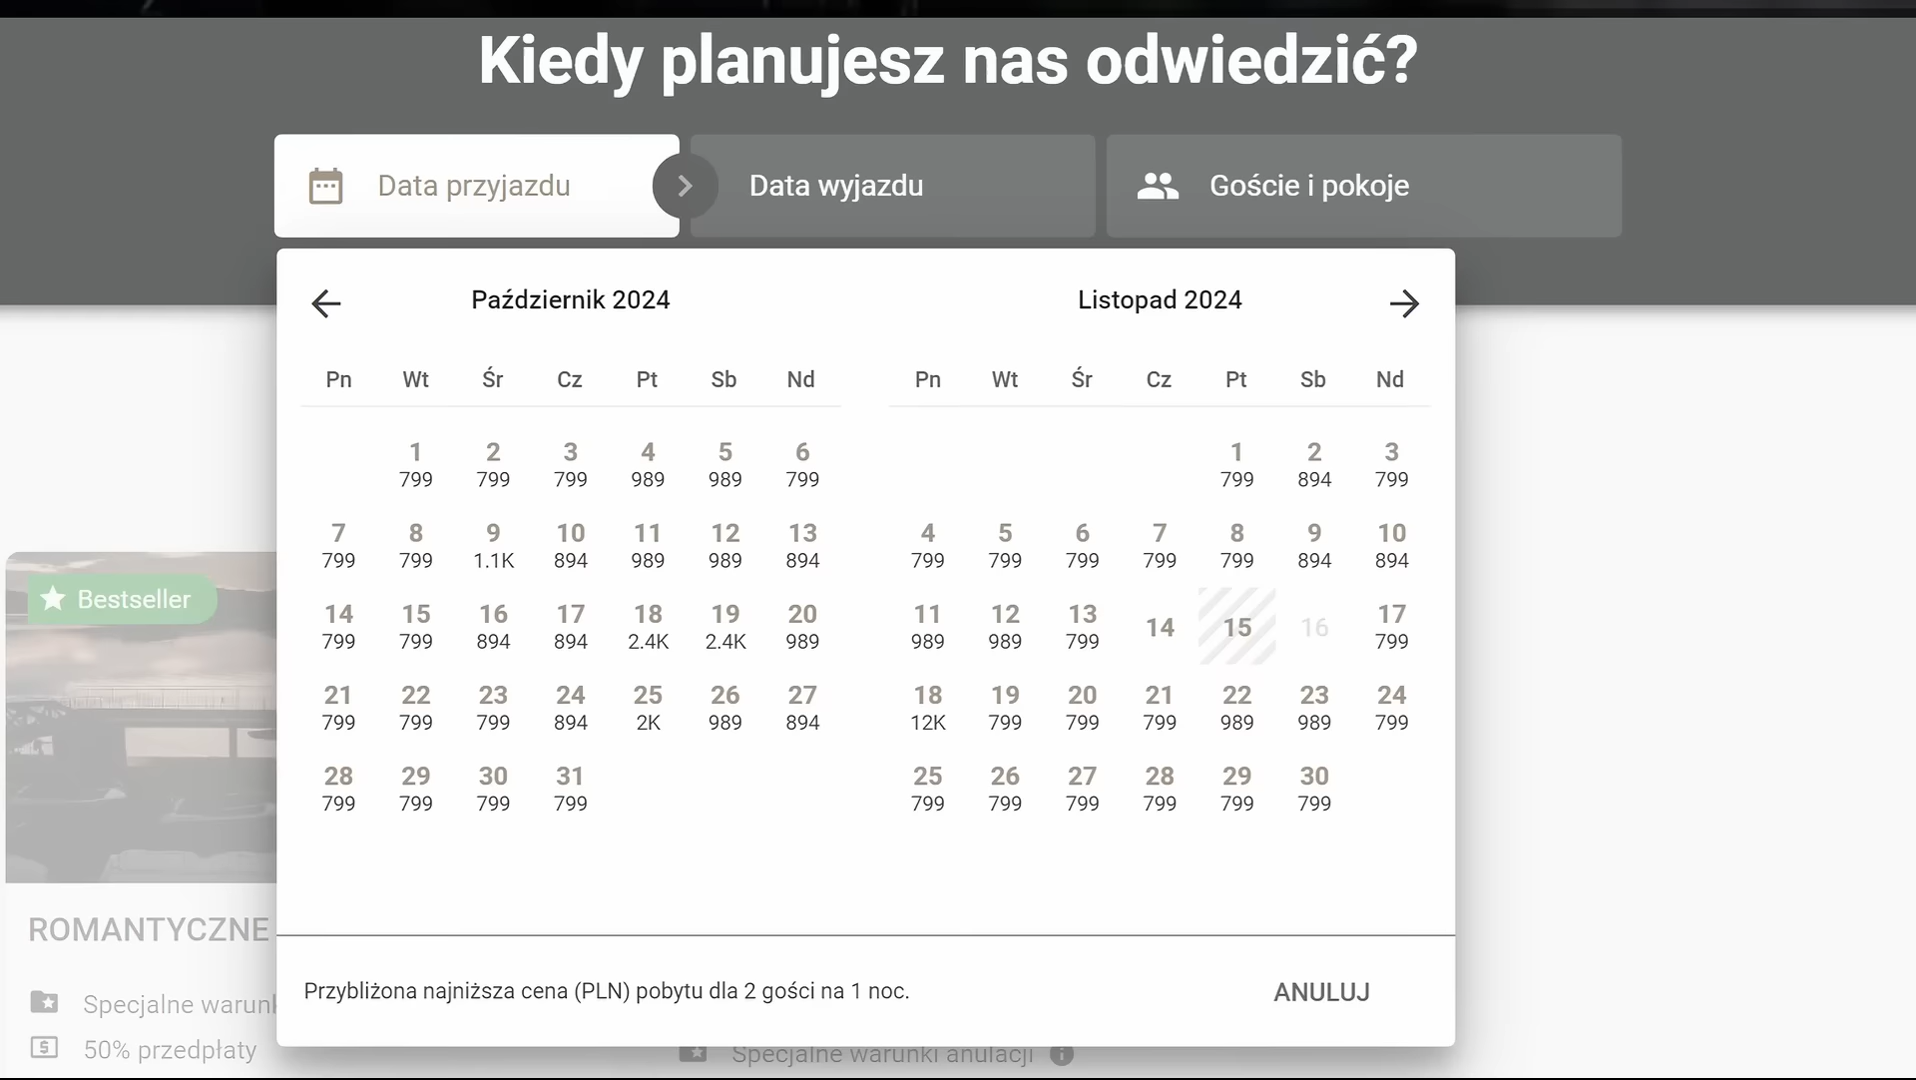 Kiedy planujesz nas odwiedzić?
Data przyjazdu
Data wyjazdu
Goście i pokoje
Październik 2024
Pn Wt Śr Cz Pt Sb Nd
1 2 3 4 5 6
799 799 799 989 989 799
7 8 9 10 11 12 13
799 799 1.1K 894 989 989 894
14 15 16 17 18 19 20
799 799 894 894 2.4K 2.4K 989
21 22 23 24 25 26 27
799 799 799 894 2K 989 894
28 29 30 31
799 799 799 799
Listopad 2024
Pn Wt Śr Cz Pt Sb Nd
1 2 3
799 894 799
4 5 6 7 8 9 10
799 799 799 799 799 894 894
11 12 13 14 15 16 17
989 989 799 799
18 19 20 21 22 23 24
12K 799 799 799 989 989 799
25 26 27 28 29 30
799 799 799 799 799 799
Przybliżona najniższa cena (PLN) pobytu dla 2 gości na 1 noc.
ANULUJ
Bestseller
ROMANTYCZNE
Specjalne
50% przedpłaty
Specjalne warunki anulacji